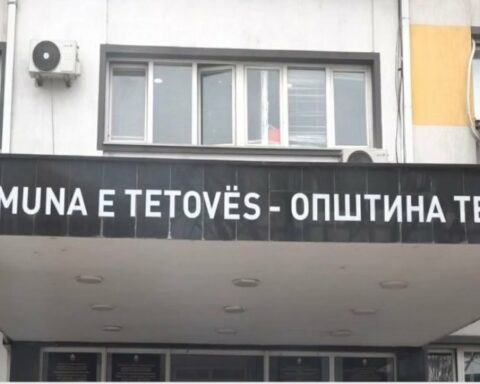 MUNA E TETOVËS - ОПШТИНА ТЕ